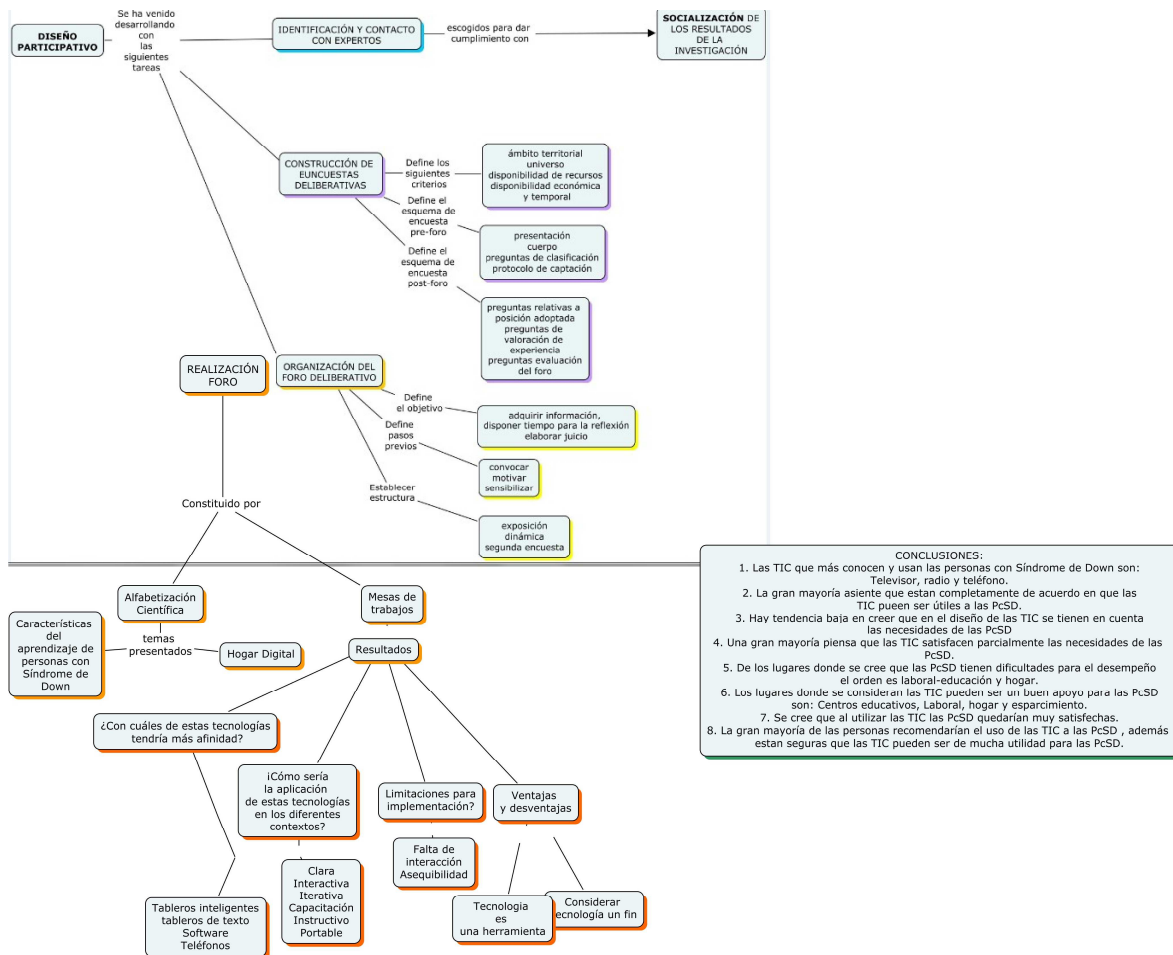 DISEÑO
PARTICIPATIVO
Se ha venido
desarrollando
con
las
siguientes
tareas
IDENTIFICACIÓN Y CONTACTO
CON EXPERTOS
escogidos para dar
cumplimiento con
SOCIALIZACIÓN DE
LOS RESULTADOS
DE LA
INVESTIGACIÓN
CONSTRUCCIÓN DE
EUNCUESTAS
DELIBERATIVAS
Define los
siguientes
criterios
ámbito territorial
universo
disponibilidad de recursos
disponibilidad económica
y temporal
Define el
esquema de
encuesta
pre-foro
presentación
cuerpo
preguntas de clasificación
protocolo de captación
Define el
esquema de
encuesta
post-foro
preguntas relativas a
posición adoptada
preguntas de
valoración de
experiencia
preguntas evaluación
del foro
REALIZACIÓN
FORO
ORGANIZACIÓN DEL
FORO DELIBERATIVO
Define
el objetivo
adquirir información,
disponer tiempo para la reflexión
elaborar juicio
Define
pasos
previos
convocar
motivar
sensibilizar
Establecer
estructura
exposición
dinámica
segunda encuesta
Constituido por
Alfabetización
Científica
Mesas de
trabajos
temas
presentados
Características
del
aprendizaje de
personas con
Síndrome de
Down
Hogar Digital
Resultados
¿Con cuáles de estas tecnologías
tendría más afinidad?
¡Cómo sería
la aplicación
de estas tecnologías
en los diferentes
contextos?
Limitaciones para
implementación?
Ventajas
y desventajas
Tableros inteligentes
tableros de texto
Software
Teléfonos
Clara
Interactiva
Iterativa
Capacitación
Instructivo
Portable
Falta de
interacción
Asequibilidad
Tecnologia
es
una herramienta
Considerar
ecnología un fin
CONCLUSIONES:
1. Las TIC que más conocen y usan las personas con Síndrome de Down son:
Televisor, radio y teléfono.
2. La gran mayoría asiente que estan completamente de acuerdo en que las
TIC pueen ser útiles a las PcSD.
3. Hay tendencia baja en creer que en el diseño de las TIC se tienen en cuenta
las necesidades de las PcSD
4. Una gran mayoría piensa que las TIC satisfacen parcialmente las necesidades de las
PcSD.
5. De los lugares donde se cree que las PcSD tienen dificultades para el desempeño
el orden es laboral-educación y hogar.
6. Los lugares donde se consideran las TIC pueden ser un buen apoyo para las PcSD
son: Centros educativos, Laboral, hogar y esparcimiento.
7. Se cree que al utilizar las TIC las PcSD quedarían muy satisfechas.
8. La gran mayoría de las personas recomendarían el uso de las TIC a las PcSD , además
estan seguras que las TIC pueden ser de mucha utilidad para las PcSD.